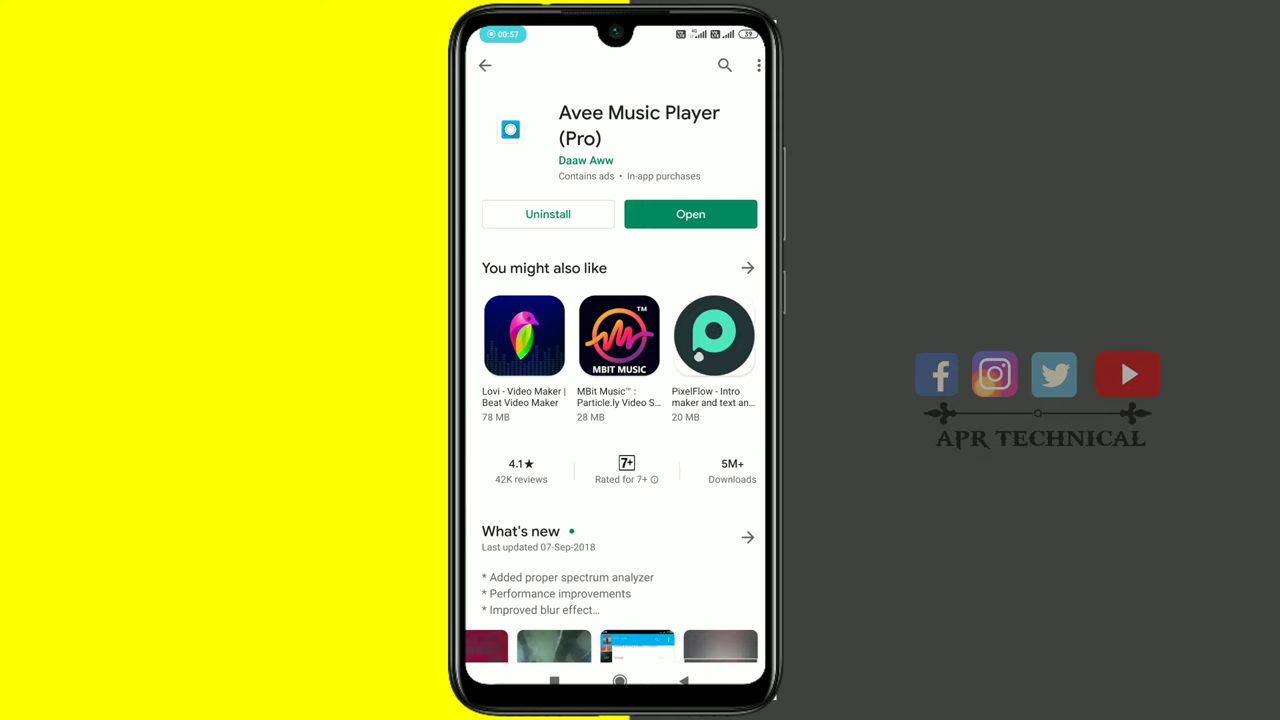 00:57
39
Avee Music Player
(Pro)
Daaw Aww
Contains ads • In-app purchases
Uninstall
Open
You might also like
MBIT MUSIC
TM
Lovi - Video Maker |
Beat Video Maker
78 MB
MBit Music™ :
Particle.ly Video S...
28 MB
PixelFlow - Intro
maker and text an...
20 MB
4.1★
42K reviews
7+
Rated for 7+
5M+
Downloads
What's new
Last updated 07-Sep-2018
* Added proper spectrum analyzer
* Performance improvements
* Improved blur effect...
APR TECHNICAL